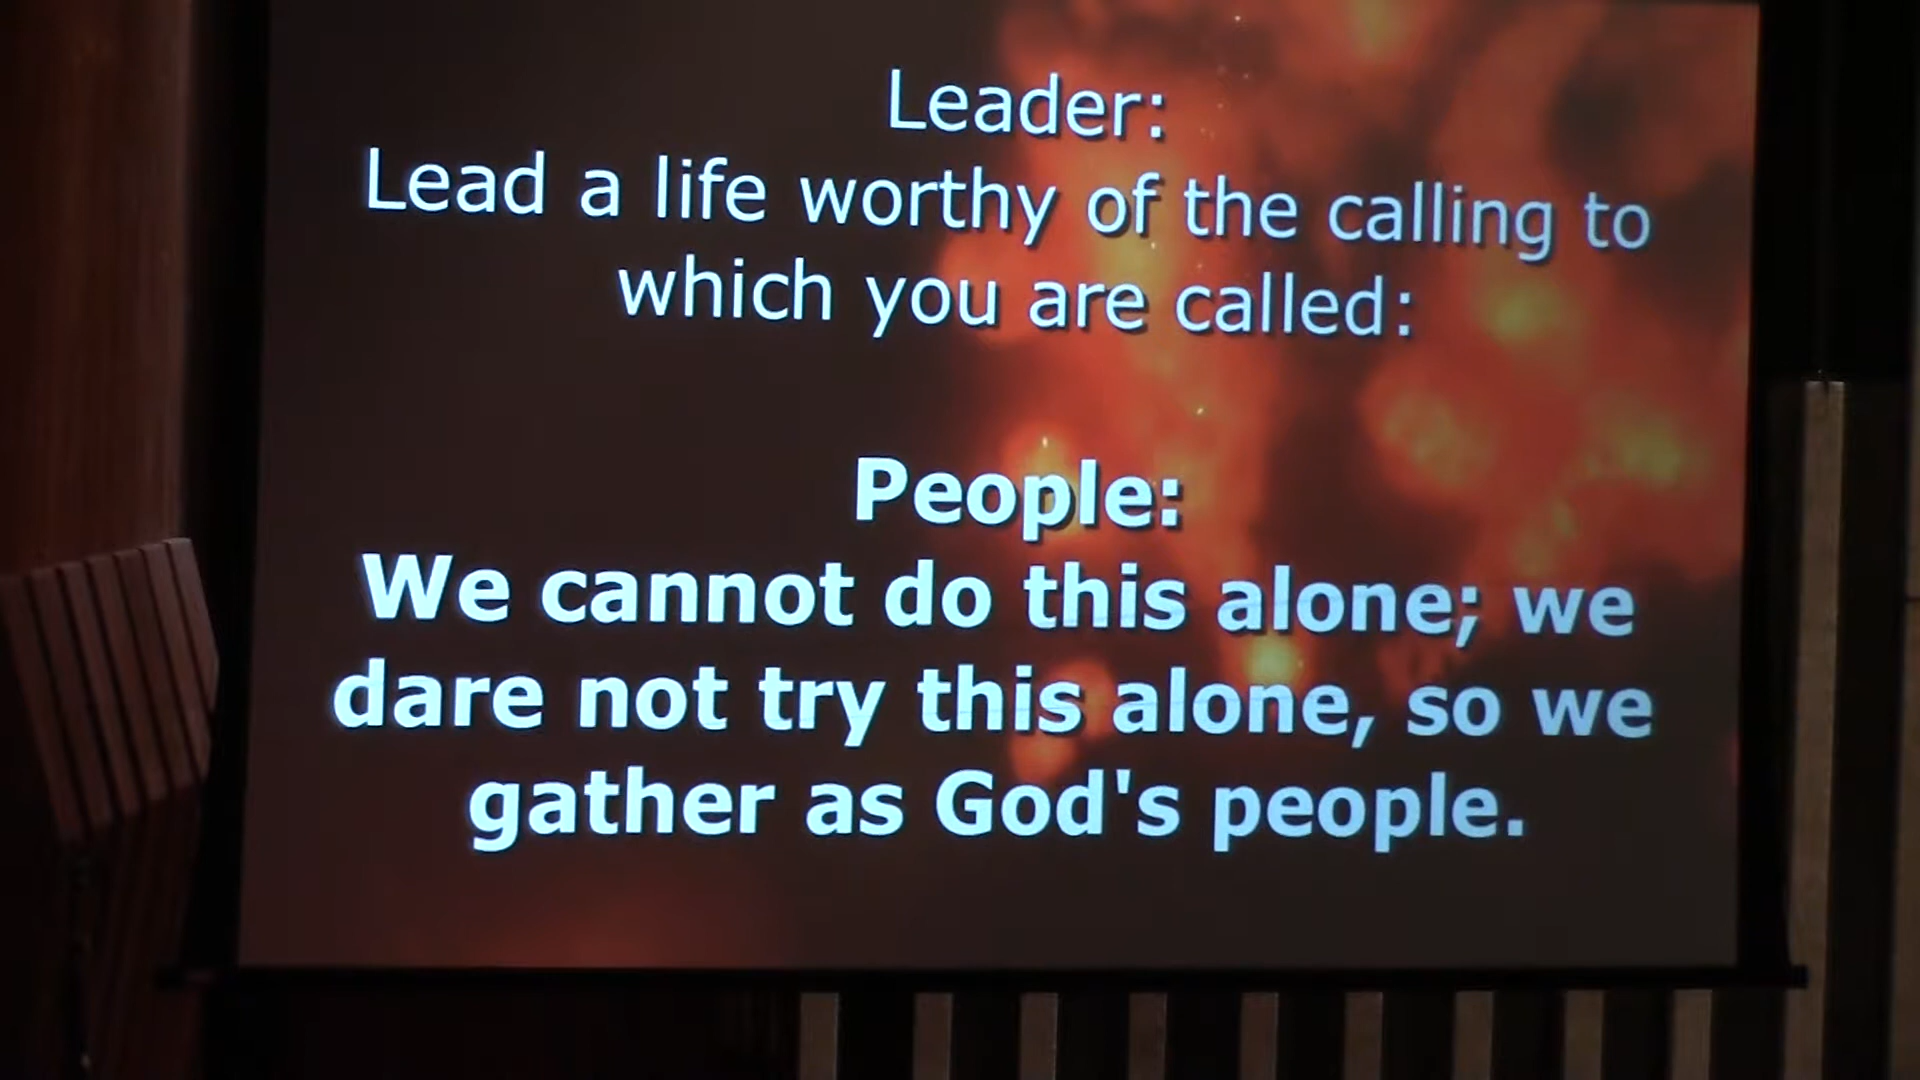 Leader:
Lead a life worthy of the calling to
which you are called:
People:
We cannot do this alone; we
dare not try this alone, so we
gather as God's people.